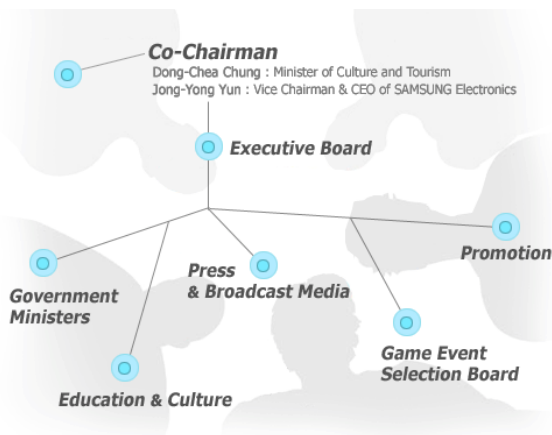 Co-Chairman
Dong-Chea Chung : Minister of Culture and Tourism
Jong-Yong Yun : Vice Chairman & CEO of SAMSUNG Electronics
Executive Board
Promotion
Press
& Broadcast Media
Government
Ministers
Game Event
Selection Board
Education & Culture